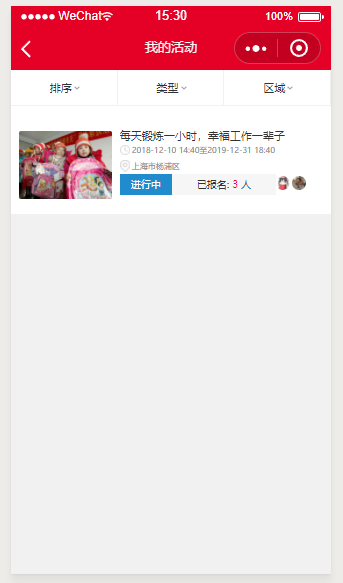 WeChat 15:30 100%
我的活动
排序 类型 区域
每天锻炼一小时，幸福工作一辈子
2018-12-10 14:40至2019-12-31 18:40
上海市杨浦区
进行中 已报名: 3 人